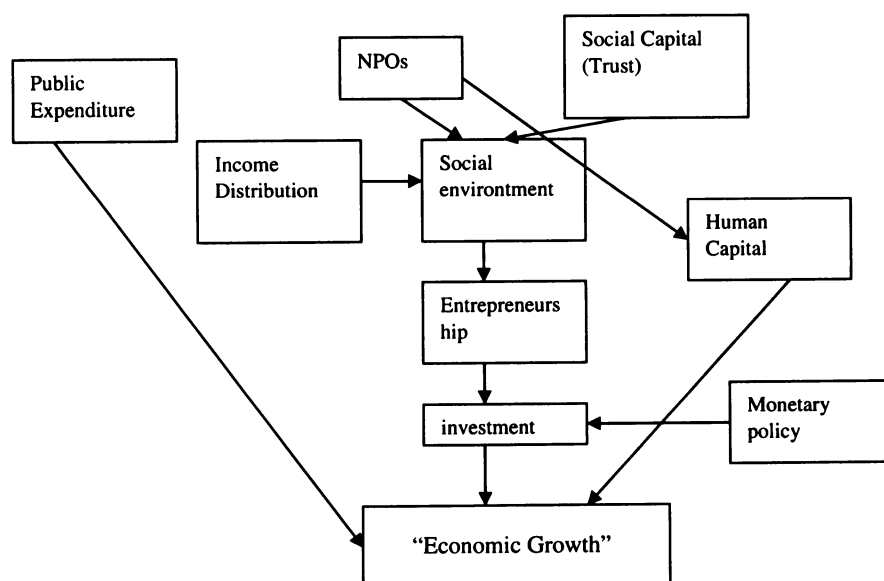 Social Capital
(Trust)
NPOs
Public
Expenditure
Income
Distribution
Social
environtment
Human
Capital
Entrepreneurs
hip
investment
Monetary
policy
“Economic Growth”